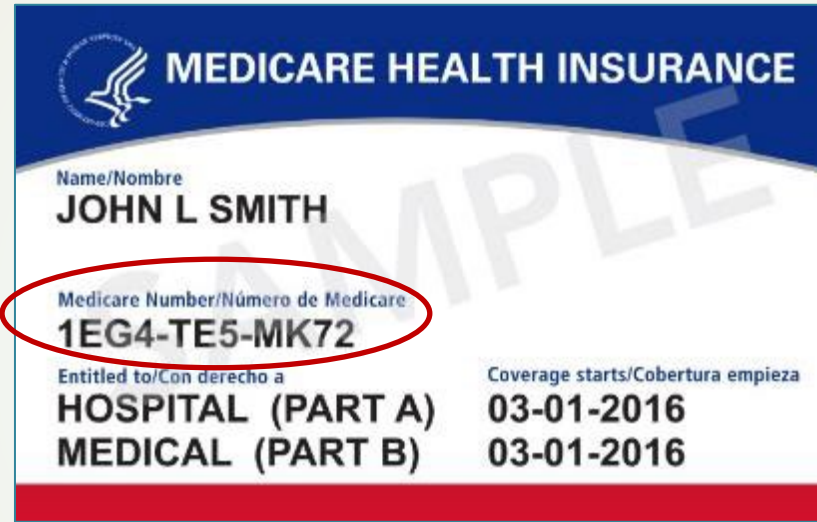 MEDICARE HEALTH INSURANCE
SAMPLE
Name/Nombre
JOHN L SMITH
Medicare Number/Número de Medicare
1EG4-TE5-MK72
Entitled to/Con derecho a
Coverage starts/Cobertura empieza
HOSPITAL (PART A) 03-01-2016
MEDICAL (PART B) 03-01-2016